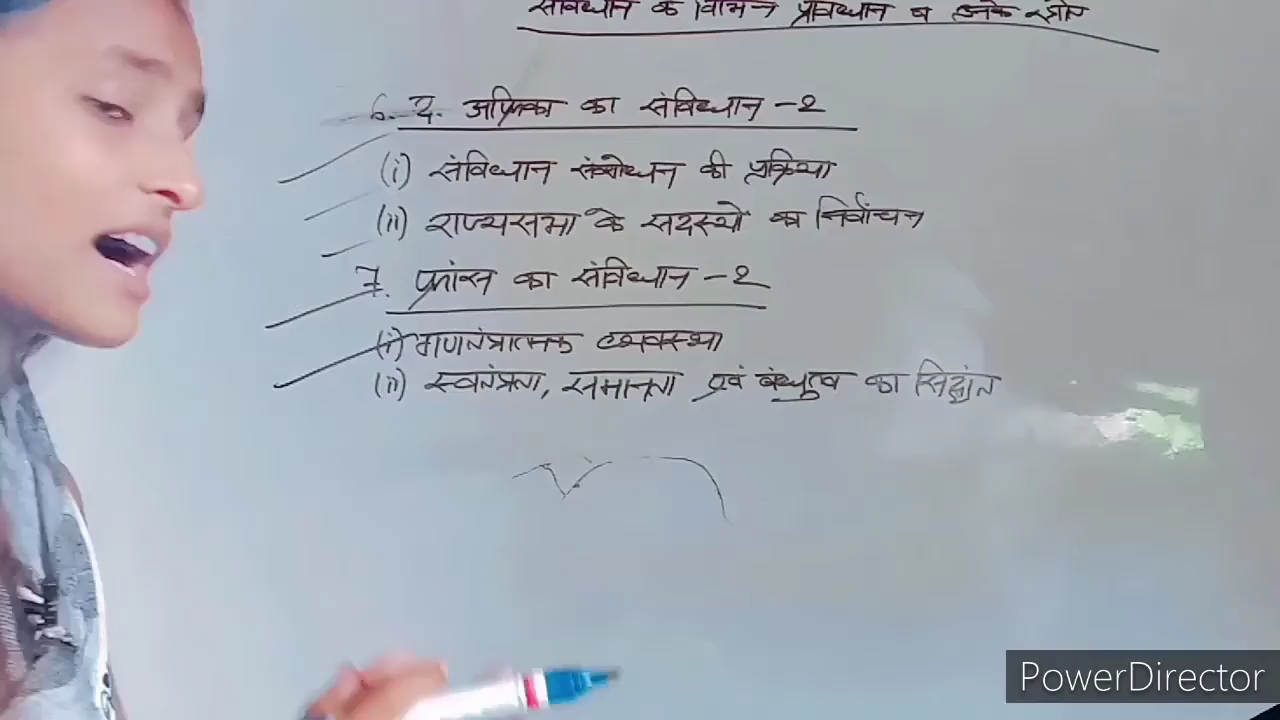 संविधान के विभिन्न प्रावधान व उनके स्रोत
6. द. अफ्रिका का संविधान -2
(i) संविधान संशोधन की प्रक्रिया
(ii) राज्यसभा के सदस्यों का निर्वाचन
7. फ्रांस का संविधान -2
(i) गणतंत्रात्मक व्यवस्था
(ii) स्वतंत्रता, समानता एवं बंधुत्व का सिद्धांत
PowerDirector